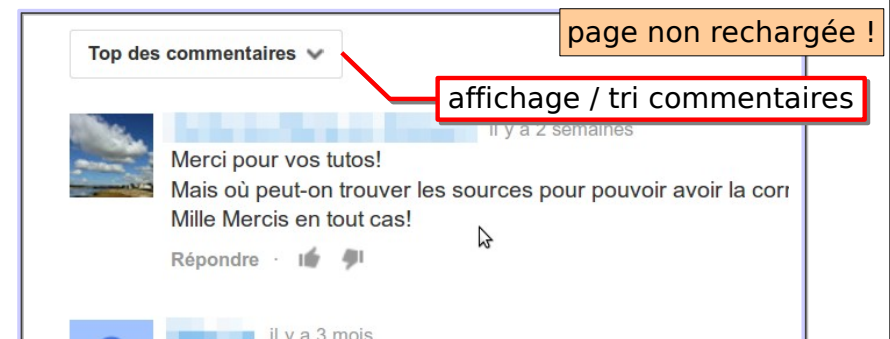 page non rechargée !
Top des commentaires
affichage / tri commentaires
il y a 2 semaines
Merci pour vos tutos!
Mais où peut-on trouver les sources pour pouvoir avoir la
Mille Mercis en tout cas!
Répondre ·
il y a 3 mois